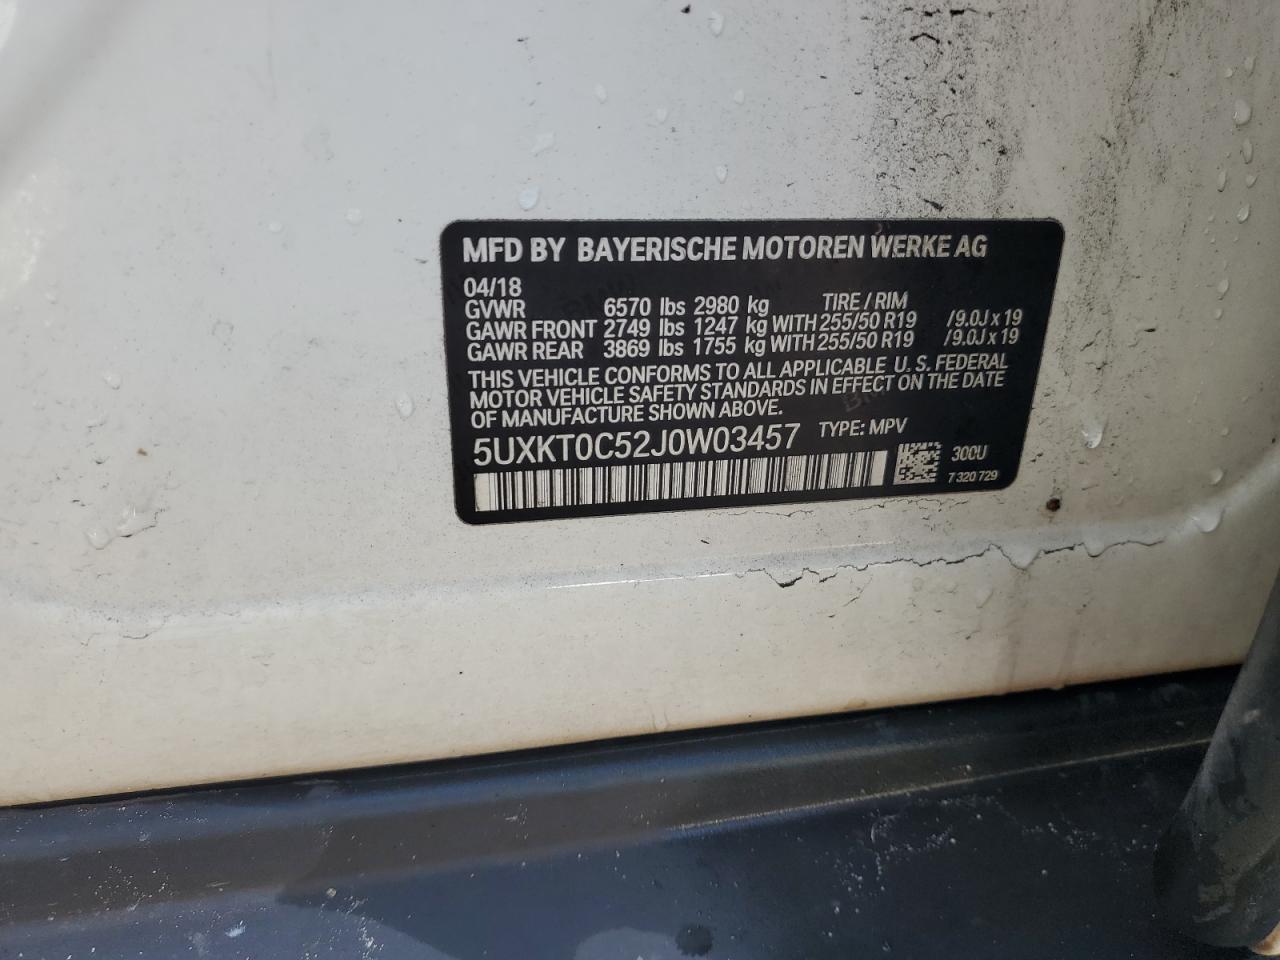 MFD BY BAYERISCHE MOTOREN WERKE AG
04/18
GVWR 6570 lbs 2980 kg TIRE / RIM
GAWR FRONT 2749 lbs 1247 kg WITH 255/50 R19 /9.0J x 19
GAWR REAR 3869 lbs 1755 kg WITH 255/50 R19 /9.0J x 19
THIS VEHICLE CONFORMS TO ALL APPLICABLE U. S. FEDERAL
MOTOR VEHICLE SAFETY STANDARDS IN EFFECT ON THE DATE
OF MANUFACTURE SHOWN ABOVE.
5UXKT0C52J0W03457 TYPE: MPV
300U
7 320 729